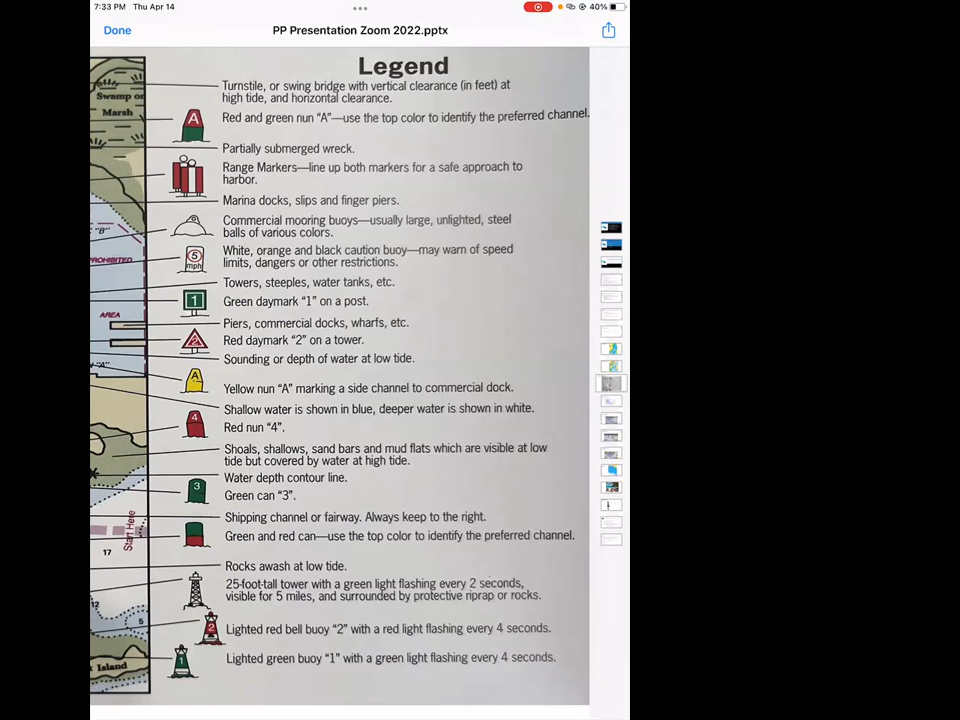 7:33 PM Thu Apr 14
40%
Done
PP Presentation Zoom 2022.pptx
Legend
Turnstile, or swing bridge with vertical clearance (in feet) at
high tide, and horizontal clearance.
Swamp or
Marsh
A
Red and green nun "A"—use the top color to identify the preferred channel.
Partially submerged wreck.
Range Markers—line up both markers for a safe approach to
harbor.
Marina docks, slips and finger piers.
Commercial mooring buoys—usually large, unlighted, steel
balls of various colors.
"B"
White, orange and black caution buoy—may warn of speed
limits, dangers or other restrictions.
5
mph
PROHIBITED
Towers, steeples, water tanks, etc.
1
Green daymark "1" on a post.
AREA
Piers, commercial docks, wharfs, etc.
2
Red daymark "2" on a tower.
Sounding or depth of water at low tide.
"A"
A
Yellow nun "A" marking a side channel to commercial dock.
Shallow water is shown in blue, deeper water is shown in white.
4
Red nun "4".
Shoals, shallows, sand bars and mud flats which are visible at low
tide but covered by water at high tide.
Water depth contour line.
3
Green can "3".
Shipping channel or fairway. Always keep to the right.
Start Here
Green and red can—use the top color to identify the preferred channel.
17
Rocks awash at low tide.
25-foot-tall tower with a green light flashing every 2 seconds,
visible for 5 miles, and surrounded by protective riprap or rocks.
12
5
2
Lighted red bell buoy "2" with a red light flashing every 4 seconds.
1
Lighted green buoy "1" with a green light flashing every 4 seconds.
Island